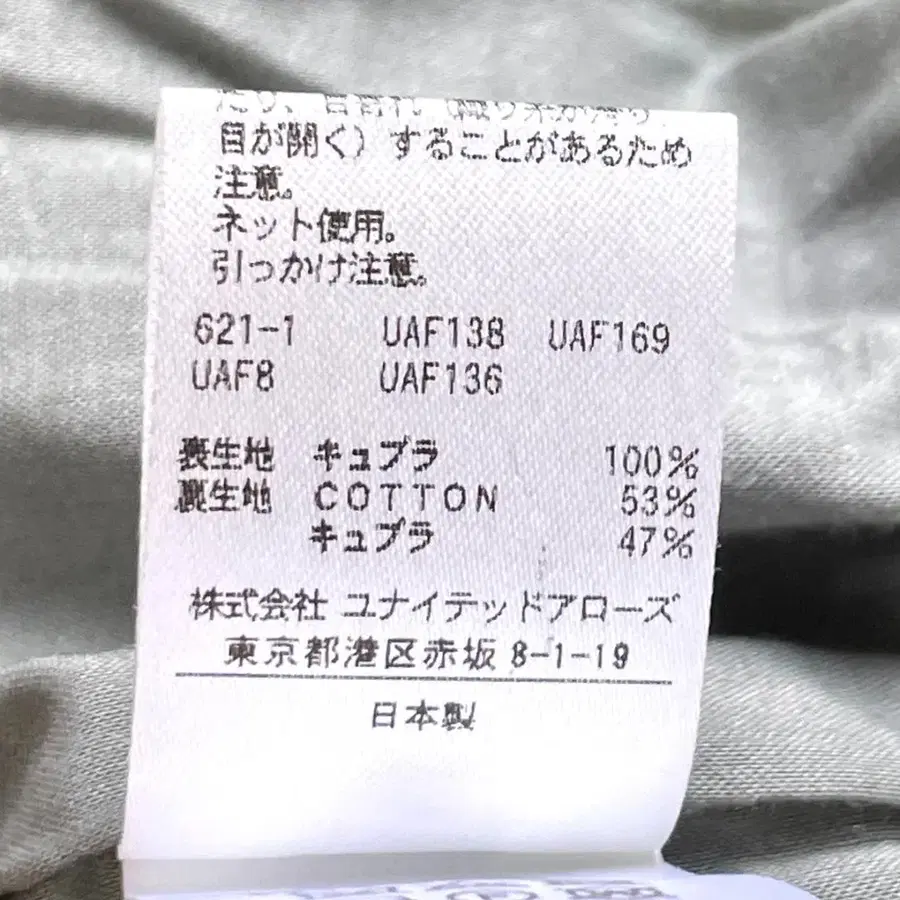 目が開く）することがあるため
注意。
ネット使用。
引っかけ注意。
621-1 UAF138 UAF169
UAF8 UAF136
表生地 キュプラ 100%
裏生地 COTTON 53%
キュプラ 47%
株式会社 ユナイテッドアローズ
東京都港区赤坂 8-1-19
日本製